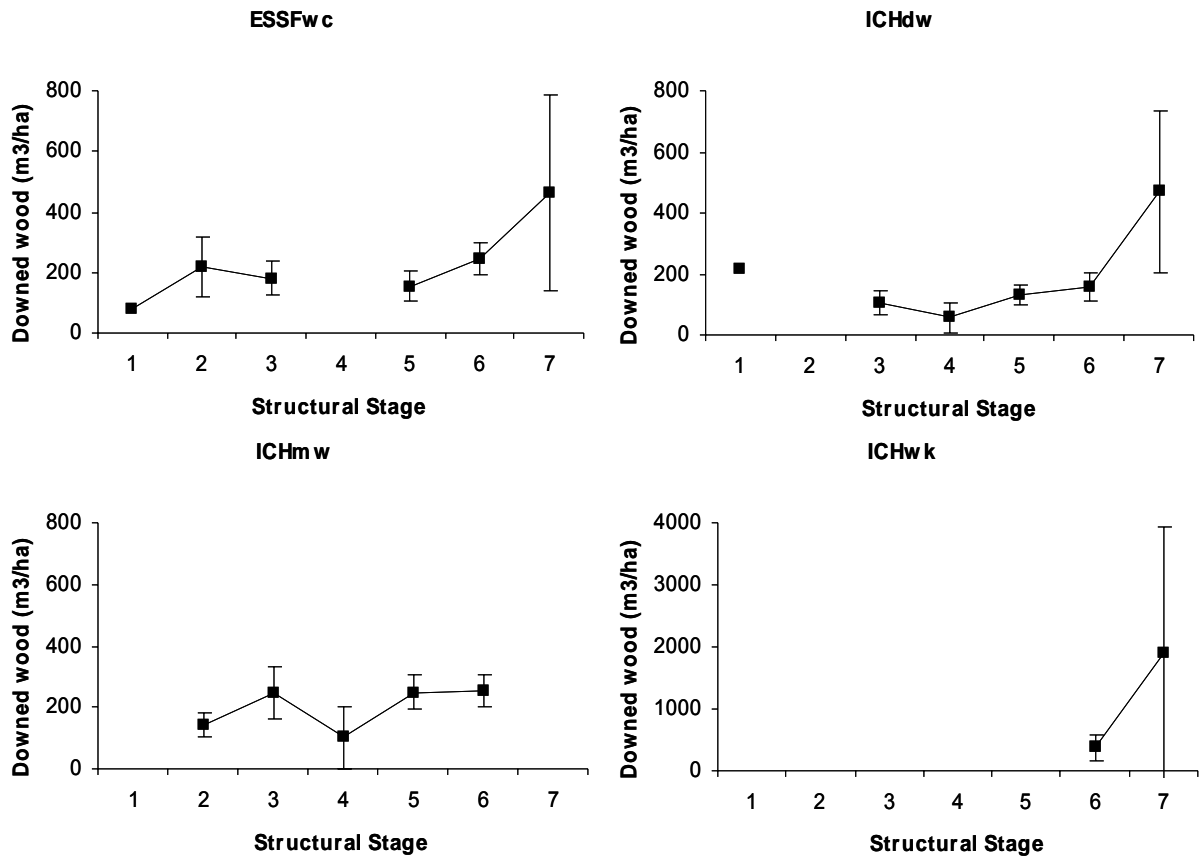 ESSFwc
Downed wood (m3/ha)
800
600
400
200
0
1 2 3 4 5 6 7
Structural Stage
ICHdw
Downed wood (m3/ha)
800
600
400
200
0
1 2 3 4 5 6 7
Structural Stage
ICHmw
Downed wood (m3/ha)
800
600
400
200
0
1 2 3 4 5 6 7
Structural Stage
ICHwk
Downed wood (m3/ha)
4000
3000
2000
1000
0
1 2 3 4 5 6 7
Structural Stage